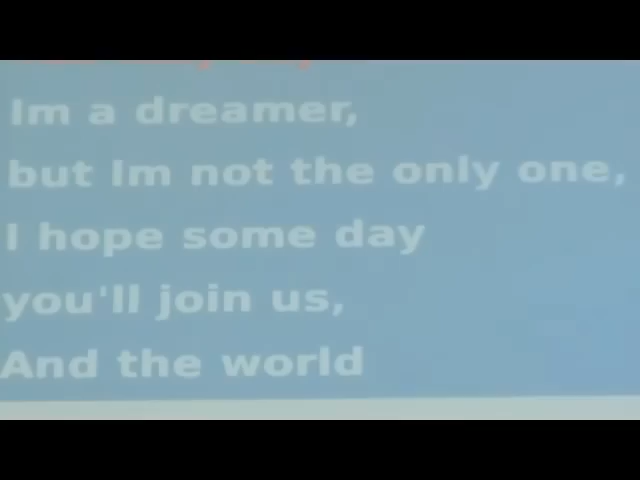 Im a dreamer,
but Im not the only one,
I hope some day
you'll join us,
And the world